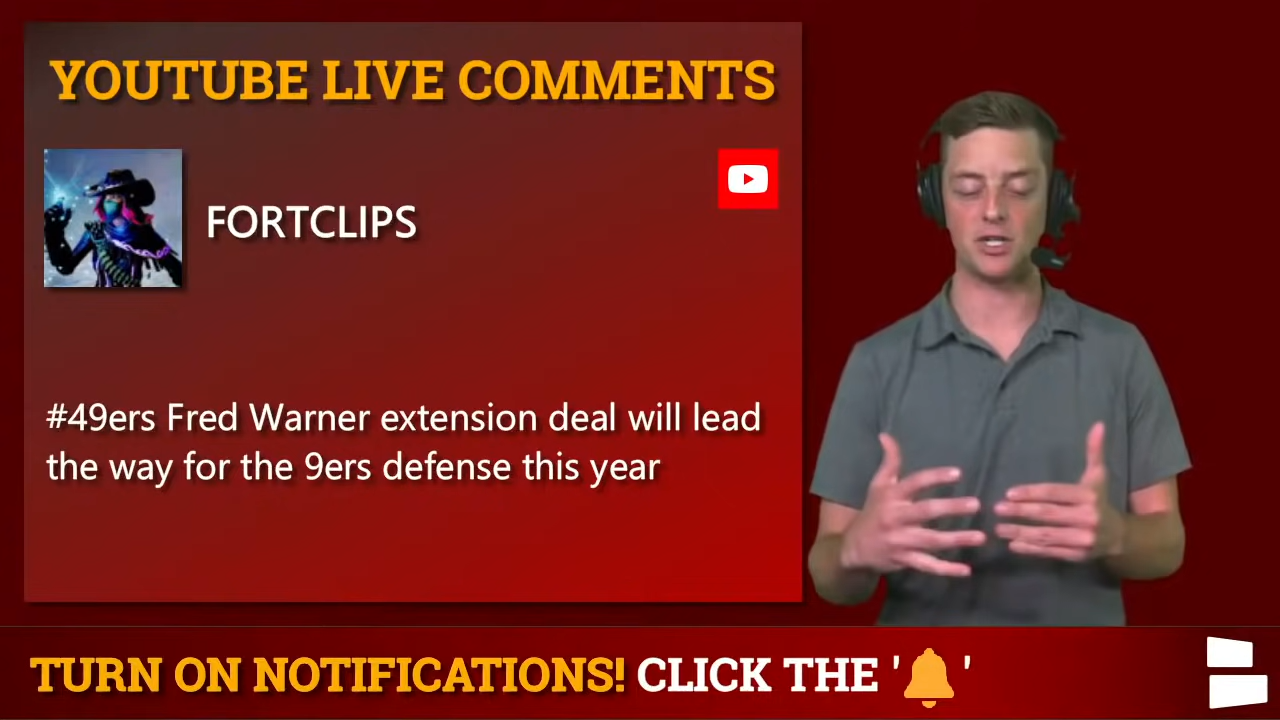 YOUTUBE LIVE COMMENTS
FORTCLIPS
#49ers Fred Warner extension deal will lead
the way for the 9ers defense this year
TURN ON NOTIFICATIONS! CLICK THE ' '